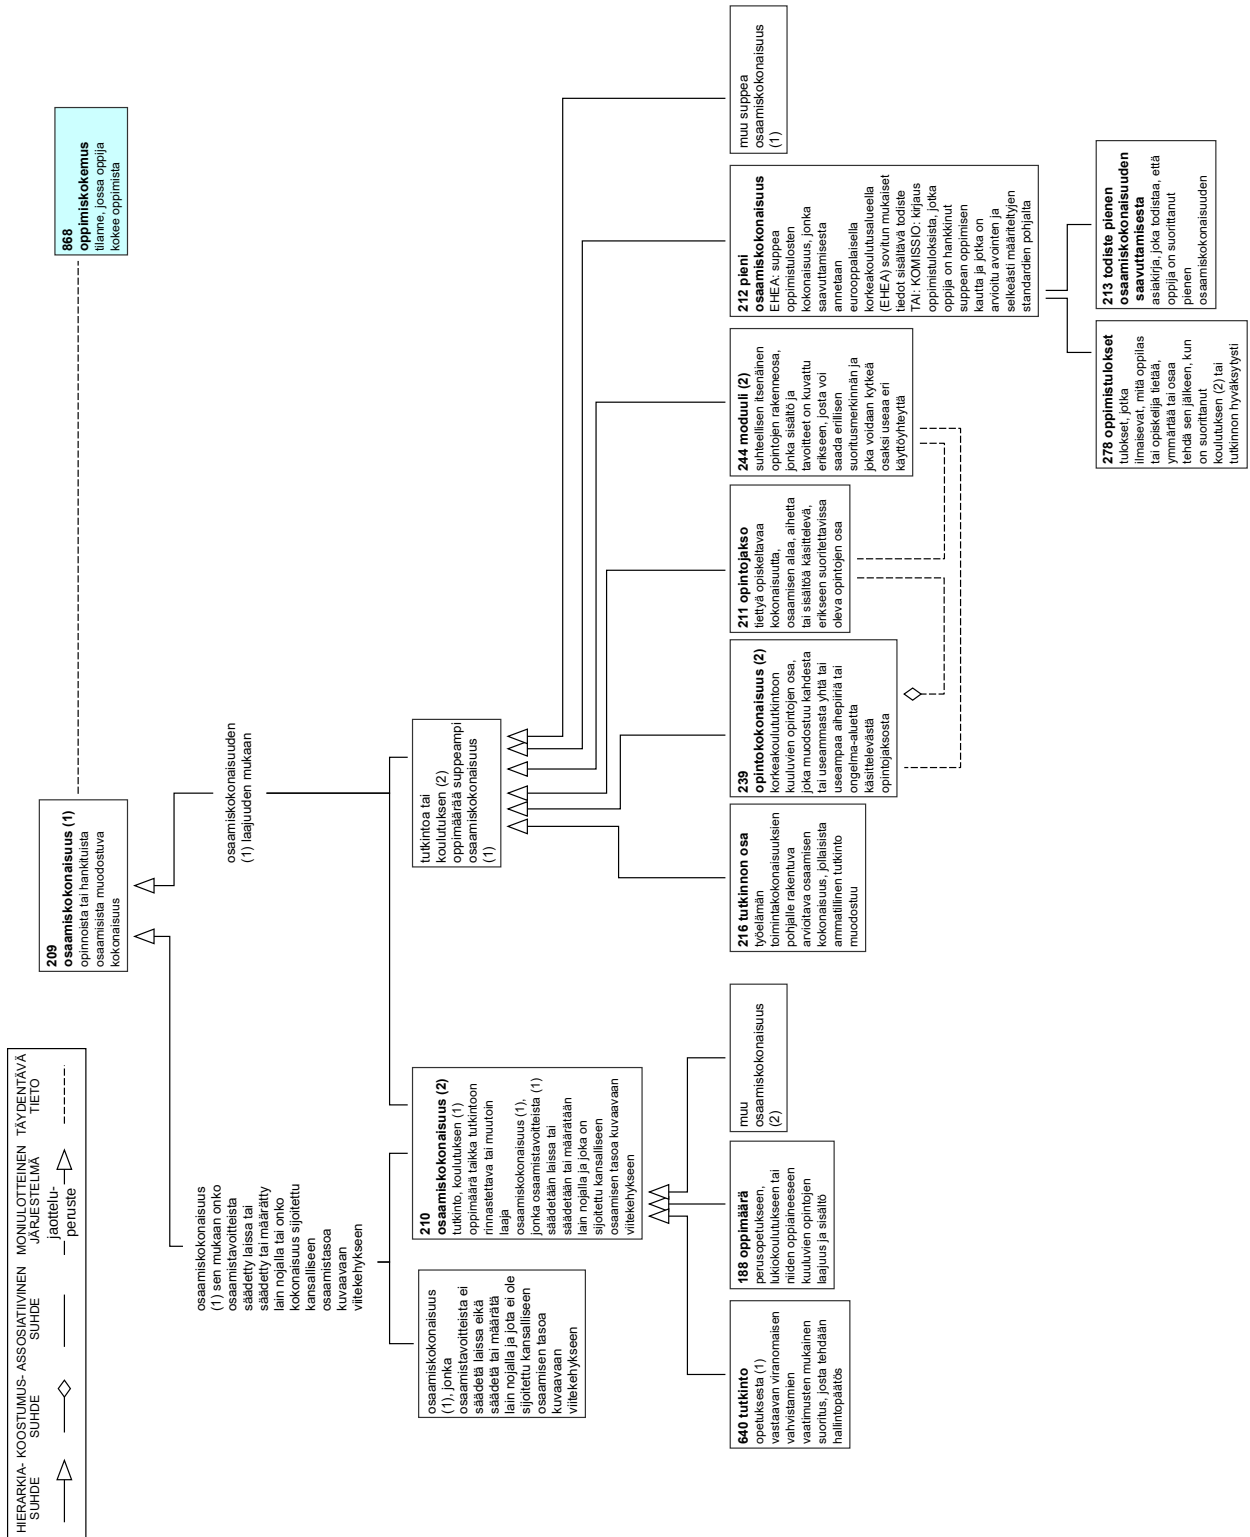 HIERARKIA-
SUHDE
KOOSTUMUS-
SUHDE
ASSOSIATIIVINEN
SUHDE
MONIULOTTEINEN
JÄRJESTELMÄ
jaottelu-
peruste
TÄYDENTÄVÄ
TIETO
209
osaamiskokonaisuus (1)
opinnoista tai hankituista
osaamisista muodostuva
kokonaisuus
868
oppimiskokemus
tilanne, jossa oppija
kokee oppimista
osaamiskokonaisuus
(1) sen mukaan onko
osaamistavoitteista
säädetty laissa tai
säädetty tai määrätty
lain nojalla tai onko
kokonaisuus sijoitettu
kansalliseen
osaamistasoa
kuvaavaan
viitekehykseen
osaamiskokonaisuuden
(1) laajuuden mukaan
osaamiskokonaisuus
(1), jonka
osaamistavoitteista ei
säädetä laissa eikä
säädetä tai määrätä
lain nojalla ja jota ei ole
sijoitettu kansalliseen
osaamisen tasoa
kuvaavaan
viitekehykseen
210
osaamiskokonaisuus (2)
tutkinto, koulutuksen (1)
oppimäärä taikka tutkintoon
rinnastettava tai muutoin
laaja
osaamiskokonaisuus (1),
jonka osaamistavoitteista (1)
säädetään laissa tai
säädetään tai määrätään
lain nojalla ja joka on
sijoitettu kansalliseen
osaamisen tasoa kuvaavaan
viitekehykseen
tutkintoa tai
koulutuksen (2)
oppimäärää suppeampi
osaamiskokonaisuus
(1)
640 tutkinto
opetuksesta (1)
vastaavan viranomaisen
vahvistamien
vaatimusten mukainen
suoritus, josta tehdään
hallintopäätös
188 oppimäärä
perusopetukseen,
lukiokoulutukseen tai
niiden oppiaineeseen
kuuluvien opintojen
laajuus ja sisältö
muu
osaamiskokonaisuus
(2)
216 tutkinnon osa
työelämän
toimintakokonaisuuksien
pohjalle rakentuva
arvioitava osaamisen
kokonaisuus, jollaisista
ammatillinen tutkinto
muodostuu
239
opintokokonaisuus (2)
korkeakoulututkintoon
kuuluvien opintojen osa,
joka muodostuu kahdesta
tai useammasta yhtä tai
useampaa aihepiiriä tai
ongelma-aluetta
käsittelevästä
opintojaksosta
211 opintojakso
tiettyä opiskeltavaa
kokonaisuutta,
osaamisen alaa, aihetta
tai sisältöä käsittelevä,
erikseen suoritettavissa
oleva opintojen osa
244 moduuli (2)
suhteellisen itsenäinen
opintojen rakenneosa,
jonka sisältö ja
tavoitteet on kuvattu
erikseen, josta voi
saada erillisen
suoritusmerkinnän ja
joka voidaan kytkeä
osaksi useaa eri
käyttöyhteyttä
212 pieni
osaamiskokonaisuus
EHEA: suppea
oppimistulosten
kokonaisuus, jonka
saavuttamisesta
annetaan
eurooppalaisella
korkeakoulutusalueella
(EHEA) sovitun mukaiset
tiedot sisältävä todiste
TAI: KOMISSIO: kirjaus
oppimistuloksista, jotka
oppija on hankkinut
suppean oppimisen
kautta ja jotka on
arvioitu avointen ja
selkeästi määriteltyjen
standardien pohjalta
muu suppea
osaamiskokonaisuus
(1)
278 oppimistulokset
tulokset, jotka
ilmaisevat, mitä oppilas
tai opiskelija tietää,
ymmärtää tai osaa
tehdä sen jälkeen, kun
on suorittanut
koulutuksen (2) tai
tutkinnon hyväksytysti
213 todiste pienen
osaamiskokonaisuuden
saavuttamisesta
asiakirja, joka todistaa, että
oppija on suorittanut
pienen
osaamiskokonaisuuden